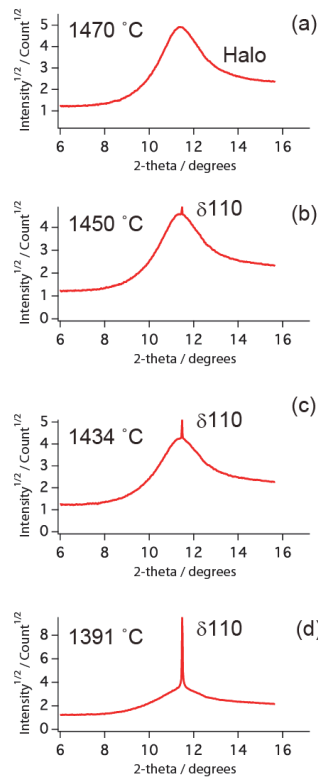 (a)
1470 °C
Halo
5
4
3
2
1
Intensity1/2 / Count1/2
6 8 10 12 14 16
2-theta / degrees
(b)
1450 °C
δ110
5
4
3
2
1
0
Intensity1/2 / Count1/2
6 8 10 12 14 16
2-theta / degrees
(c)
1434 °C
δ110
5
4
3
2
1
0
Intensity1/2 / Count1/2
6 8 10 12 14 16
2-theta / degrees
(d)
1391 °C
δ110
8
6
4
2
0
Intensity1/2 / Count1/2
6 8 10 12 14 16
2-theta / degrees